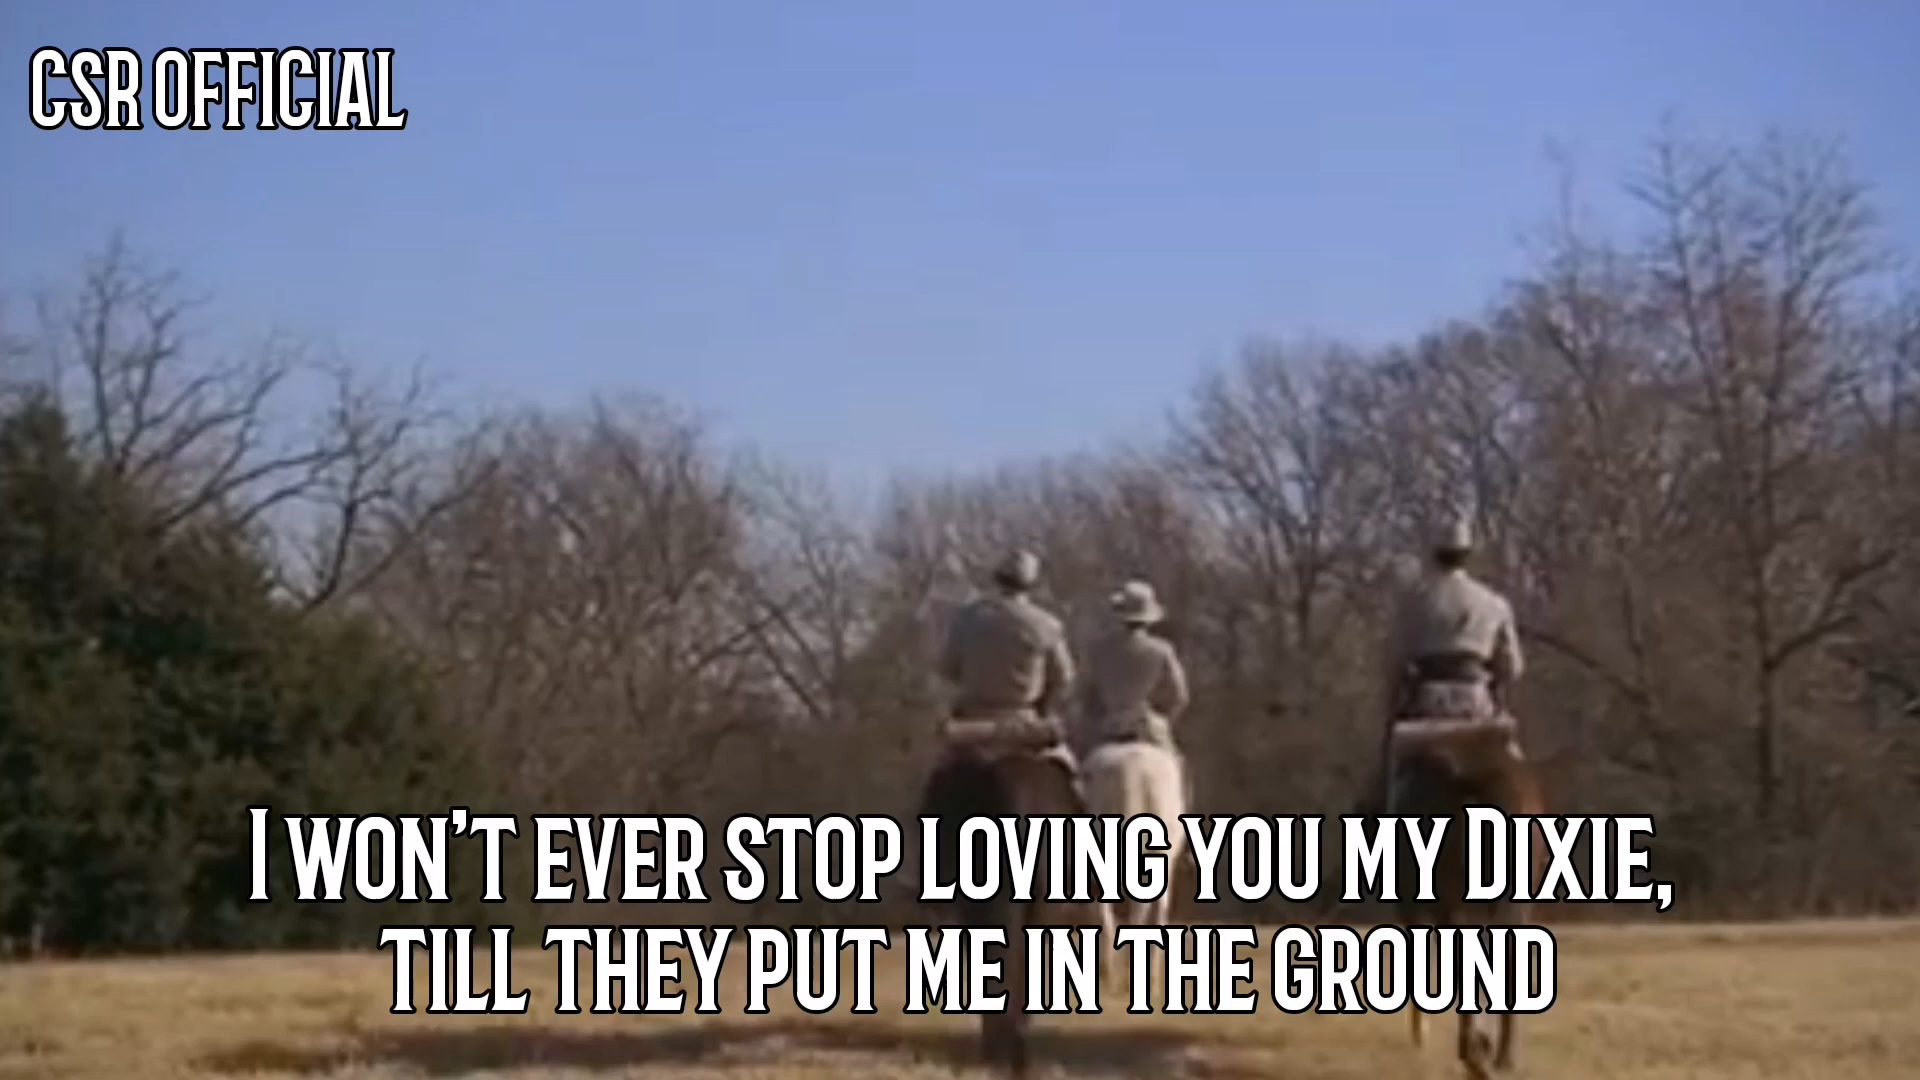 CSR OFFICIAL
I WON'T EVER STOP LOVING YOU MY DIXIE,
TILL THEY PUT ME IN THE GROUND